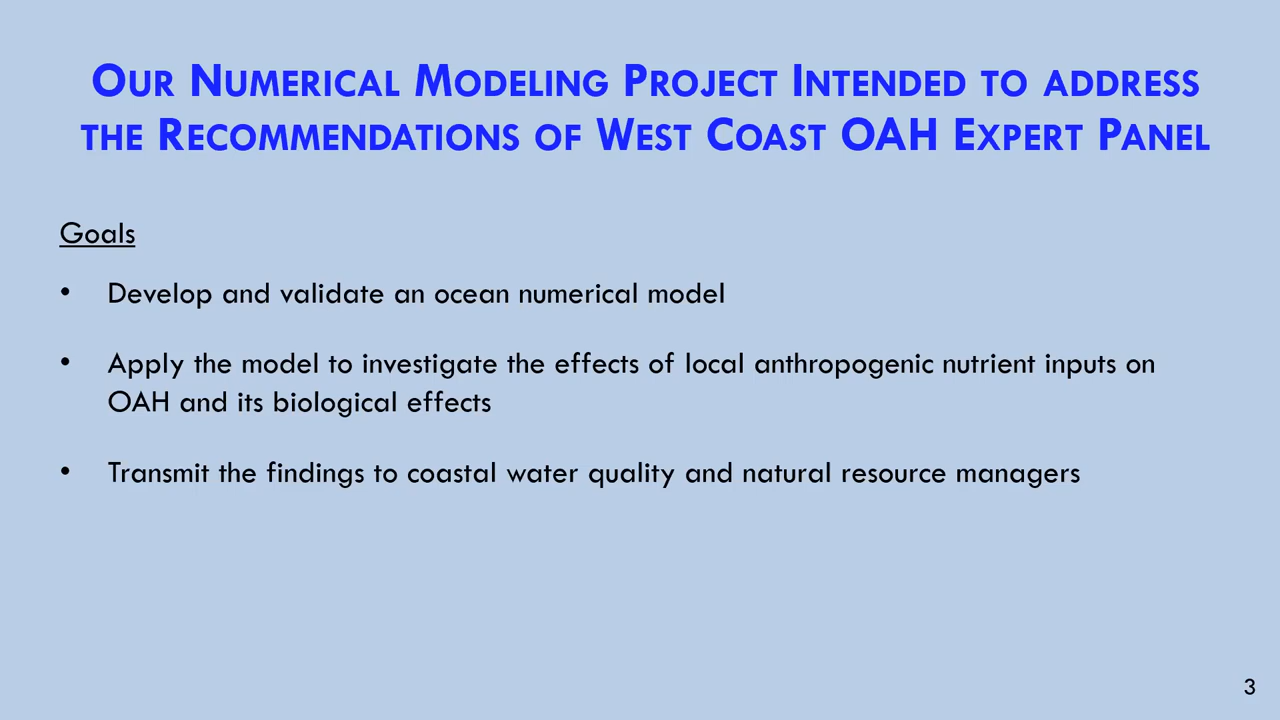 Our Numerical Modeling Project Intended to address
the Recommendations of West Coast OAH Expert Panel
Goals
• Develop and validate an ocean numerical model
• Apply the model to investigate the effects of local anthropogenic nutrient inputs on
OAH and its biological effects
• Transmit the findings to coastal water quality and natural resource managers
3